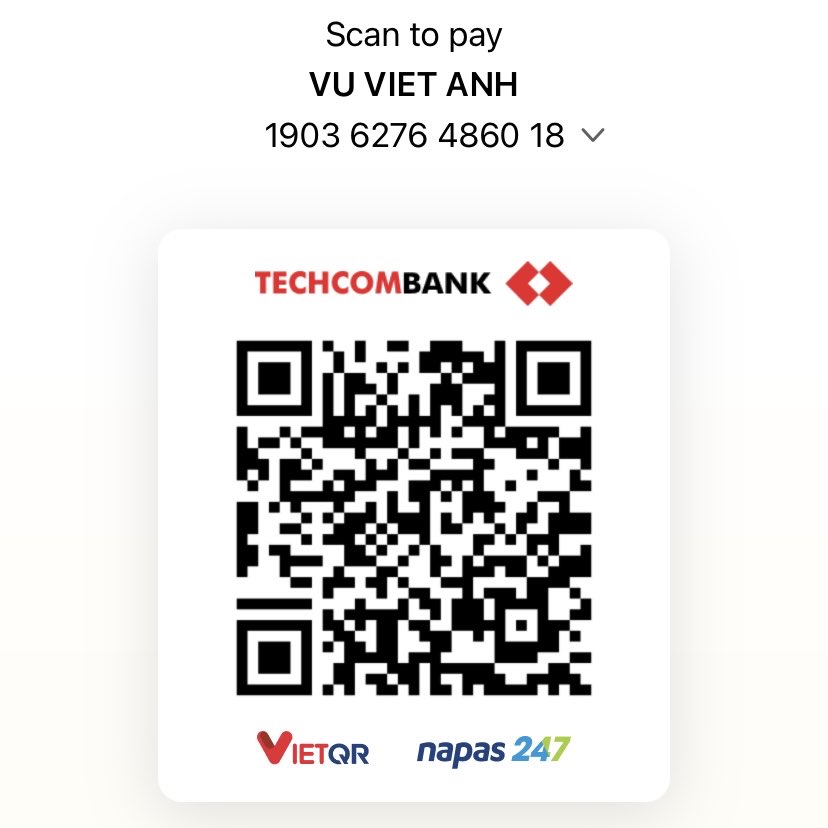 Scan to pay
VU VIET ANH
1903 6276 4860 18
TECHCOMBANK
VIETQR
napas 247